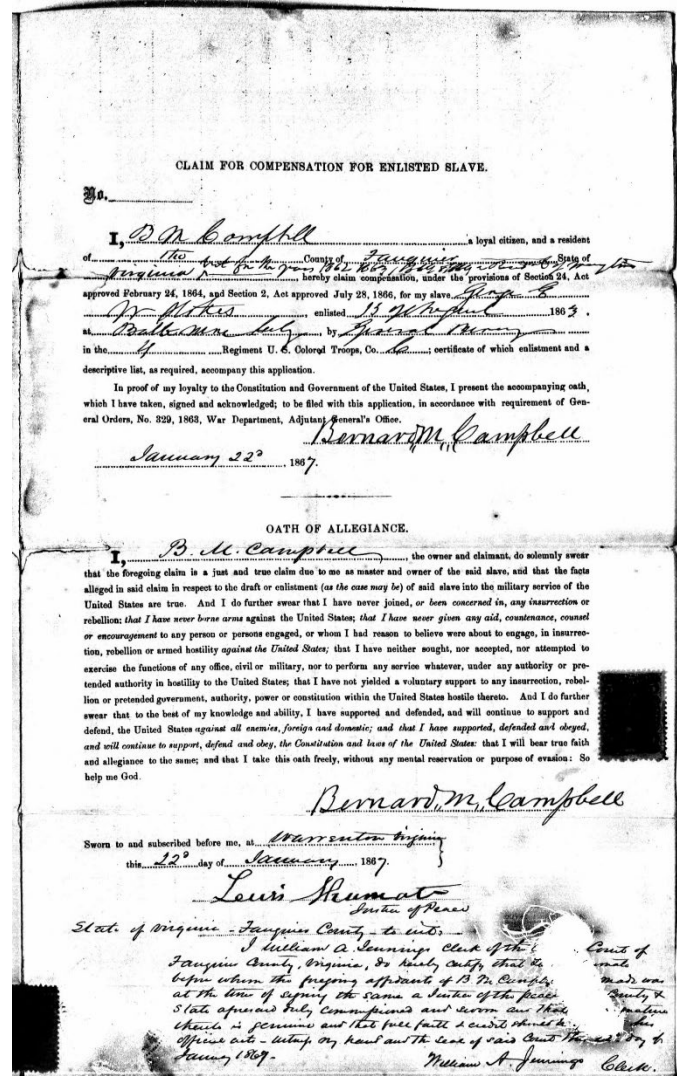 CLAIM FOR COMPENSATION FOR ENLISTED SLAVE.
No.
I, B M Campbell a loyal citizen, and a resident
of the County of Fauquier State of
Virginia hereby claim compensation, under the provisions of Section 24, Act
approved February 24, 1864, and Section 2, Act approved July 28, 1866, for my slave George E
W Stokes, enlisted 13 1863.
at Baltimore City, by General Birney
in the 4 Regiment U. S. Colored Troops, Co. C; certificate of which enlistment and a
descriptive list, as required, accompany this application.
In proof of my loyalty to the Constitution and Government of the United States, I present the accompanying oath,
which I have taken, signed and acknowledged; to be filed with this application, in accordance with requirement of Gen-
eral Orders, No. 329, 1863, War Department, Adjutant General's Office.
Bernard, M, Campbell
January 22d, 1867.
OATH OF ALLEGIANCE.
I, B. M. Campbell, the owner and claimant, do solemnly swear
that the foregoing claim is a just and true claim due to me as master and owner of the said slave, and that the facts
alleged in said claim in respect to the draft or enlistment (as the case may be) of said slave into the military service of the
United States are true. And I do further swear that I have never joined, or been concerned in, any insurrection or
rebellion; that I have never borne arms against the United States; that I have never given any aid, countenance, counsel
or encouragement to any person or persons engaged, or whom I had reason to believe were about to engage, in insurrec-
tion, rebellion or armed hostility against the United States; that I have neither sought, nor accepted, nor attempted to
exercise the functions of any office, civil or military, nor to perform any service whatever, under any authority or pre-
tended authority in hostility to the United States; that I have not yielded a voluntary support to any insurrection, rebel-
lion or pretended government, authority, power or constitution within the United States hostile thereto. And I do further
swear that to the best of my knowledge and ability, I have supported and defended, and will continue to support and
defend, the United States against all enemies, foreign and domestic; and that I have supported, defended and obeyed,
and will continue to support, defend and obey, the Constitution and laws of the United States: that I will bear true faith
and allegiance to the same; and that I take this oath freely, without any mental reservation or purpose of evasion: So
help me God.
Bernard, M, Campbell
Sworn to and subscribed before me, at Warrenton Virginia
this 22d day of January, 1867.
Lewis Shumate
Justice of Peace
State of Virginia - Fauquier County - to wit:
I William A. Jennings Clerk of the Court of
Fauquier County, Virginia, do hereby certify that
before whom the foregoing affidavits of B M Campbell made was
at the time of signing the same a Justice of the peace County &
State aforesaid duly commissioned and sworn and that
thereto is genuine and that full faith & credit
official acts - Witness my hand and the seal of said Court day of
January 1867.
William A. Jennings Clerk.